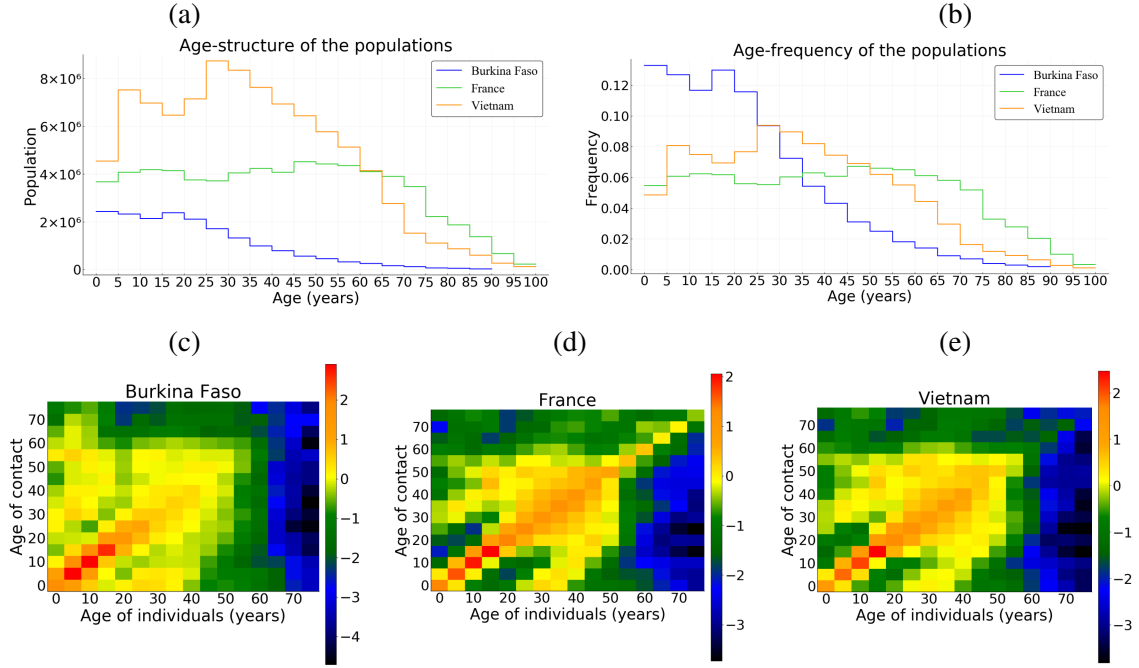 (a)
Age-structure of the populations
Population
8×10⁶
6×10⁶
4×10⁶
2×10⁶
0
Burkina Faso
France
Vietnam
0 5 10 15 20 25 30 35 40 45 50 55 60 65 70 75 80 85 90 95 100
Age (years)
(b)
Age-frequency of the populations
Frequency
0.12
0.10
0.08
0.06
0.04
0.02
0.00
Burkina Faso
France
Vietnam
0 5 10 15 20 25 30 35 40 45 50 55 60 65 70 75 80 85 90 95 100
Age (years)
(c)
Burkina Faso
Age of contact
70
60
50
40
30
20
10
0
0 10 20 30 40 50 60 70
Age of individuals (years)
2
1
0
−1
−2
−3
−4
(d)
France
Age of contact
70
60
50
40
30
20
10
0
0 10 20 30 40 50 60 70
Age of individuals (years)
2
1
0
−1
−2
−3
(e)
Vietnam
Age of contact
70
60
50
40
30
20
10
0
0 10 20 30 40 50 60 70
Age of individuals (years)
2
1
0
−1
−2
−3